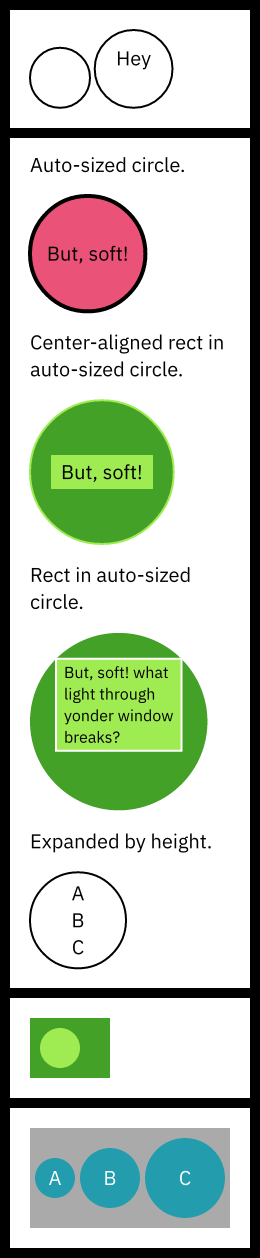 Hey
Auto-sized circle.
But, soft!
Center-aligned rect in
auto-sized circle.
But, soft!
Rect in auto-sized
circle.
But, soft! what
light through
yonder window
breaks?
Expanded by height.
A
B
C
A B C